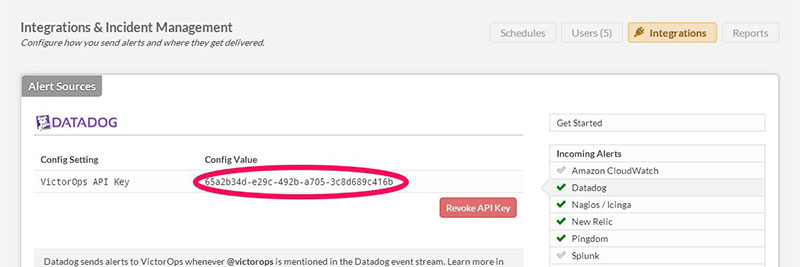 Integrations & Incident Management
Configure how you send alerts and where they get delivered.
Schedules
Users (5)
Integrations
Reports
Alert Sources
DATADOG
Config Setting Config Value
VictorOps API Key 65a2b34d-e29c-492b-a705-3c8d689c416b
Revoke API Key
Datadog sends alerts to VictorOps whenever @victorops is mentioned in the Datadog event stream. Learn more in
Get Started
Incoming Alerts
Amazon CloudWatch
Datadog
Nagios / Icinga
New Relic
Pingdom
Splunk